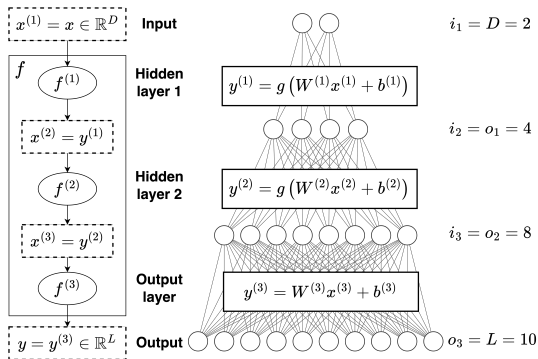 x^{(1)} = x ∈ ℝ^D Input i_1 = D = 2
f
f^{(1)} Hidden layer 1 y^{(1)} = g(W^{(1)}x^{(1)} + b^{(1)})
x^{(2)} = y^{(1)} i_2 = o_1 = 4
f^{(2)} Hidden layer 2 y^{(2)} = g(W^{(2)}x^{(2)} + b^{(2)})
x^{(3)} = y^{(2)} i_3 = o_2 = 8
f^{(3)} Output layer y^{(3)} = W^{(3)}x^{(3)} + b^{(3)}
y = y^{(3)} ∈ ℝ^L Output o_3 = L = 10